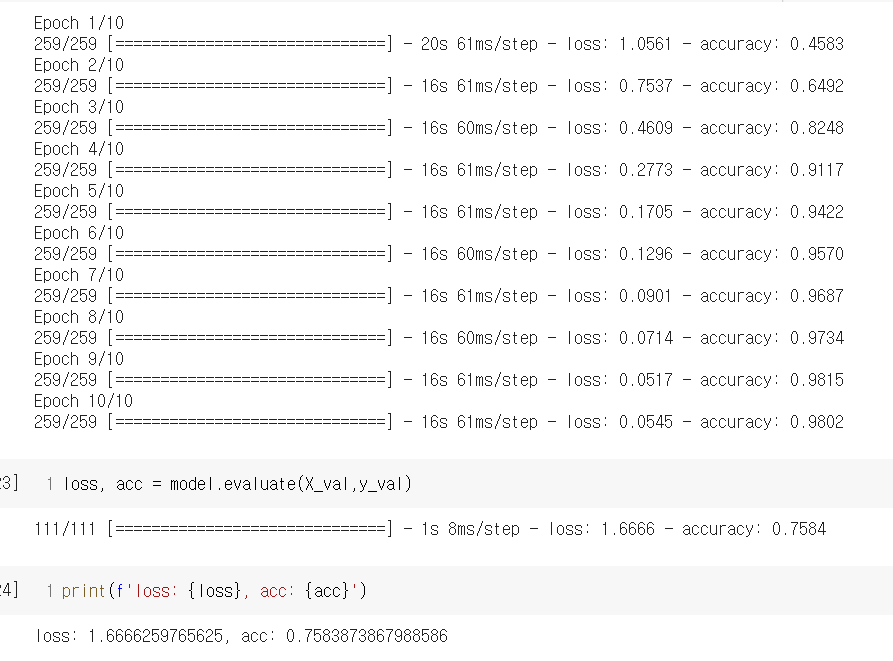 Epoch 1/10
259/259 [==============================] - 20s 61ms/step - loss: 1.0561 - accuracy: 0.4583
Epoch 2/10
259/259 [==============================] - 16s 61ms/step - loss: 0.7537 - accuracy: 0.6492
Epoch 3/10
259/259 [==============================] - 16s 60ms/step - loss: 0.4609 - accuracy: 0.8248
Epoch 4/10
259/259 [==============================] - 16s 61ms/step - loss: 0.2773 - accuracy: 0.9117
Epoch 5/10
259/259 [==============================] - 16s 61ms/step - loss: 0.1705 - accuracy: 0.9422
Epoch 6/10
259/259 [==============================] - 16s 60ms/step - loss: 0.1296 - accuracy: 0.9570
Epoch 7/10
259/259 [==============================] - 16s 61ms/step - loss: 0.0901 - accuracy: 0.9687
Epoch 8/10
259/259 [==============================] - 16s 60ms/step - loss: 0.0714 - accuracy: 0.9734
Epoch 9/10
259/259 [==============================] - 16s 61ms/step - loss: 0.0517 - accuracy: 0.9815
Epoch 10/10
259/259 [==============================] - 16s 61ms/step - loss: 0.0545 - accuracy: 0.9802
3] 1 loss, acc = model.evaluate(X_val,y_val)
111/111 [==============================] - 1s 8ms/step - loss: 1.6666 - accuracy: 0.7584
4] 1 print(f'loss: {loss}, acc: {acc}')
loss: 1.6666259765625, acc: 0.7583873867988586